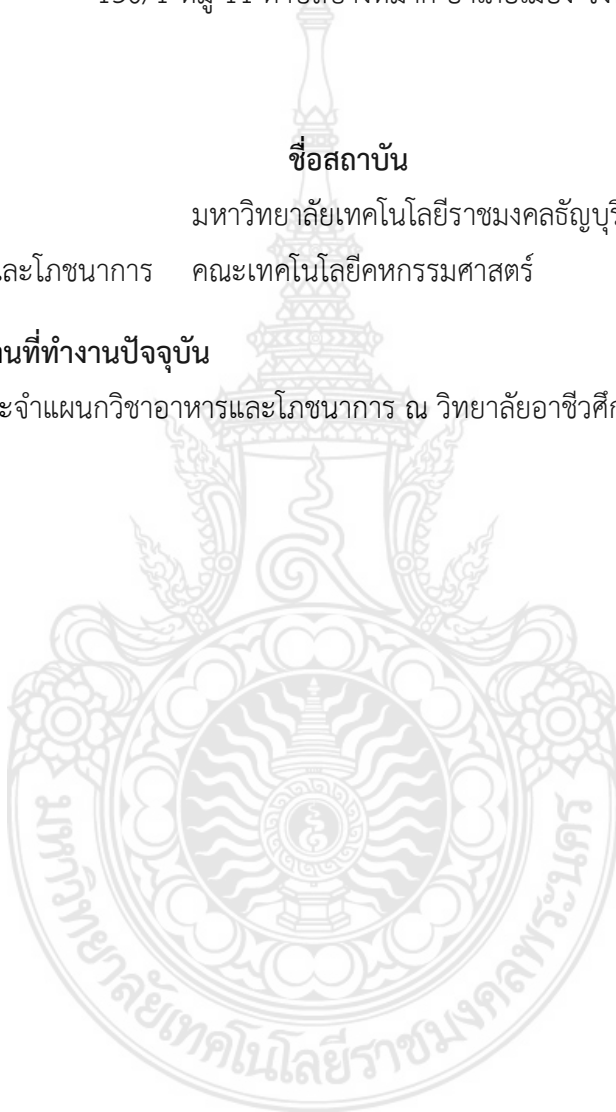 หมู่ 11
ชื่อสถาบัน
มหาวิทยาลัยเทคโนโลยีราชมงคลธัญบุรี
และโภชนาการ คณะเทคโนโลยีคหกรรมศาสตร์
านที่ทำงานปัจจุบัน
ะจำแผนกวิชาอาหารและโภชนาการ ณ วิทยาลัยอาชีวศึก
มหาวิทยาลัยเทคโนโลยีราชมงคลพระนคร